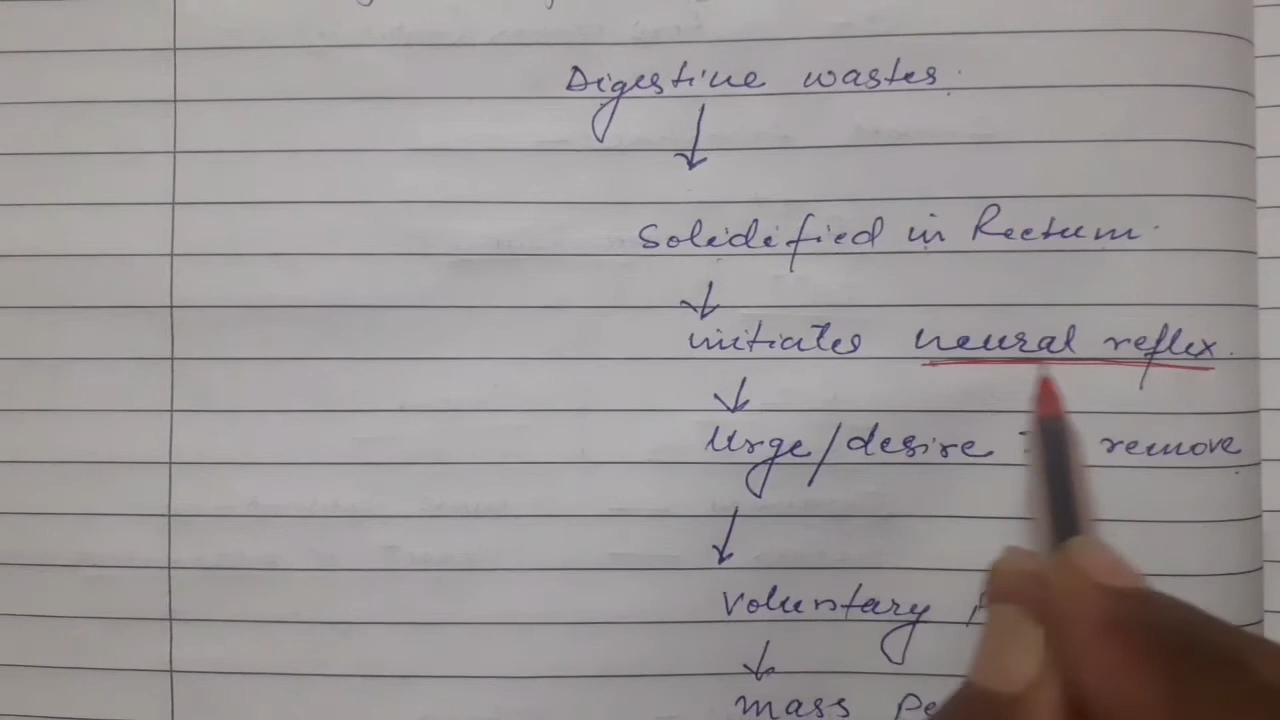 Digestive wastes.
Solidified in Rectum.
initiates neural reflex.
Urge/desire remove
Voluntary
mass